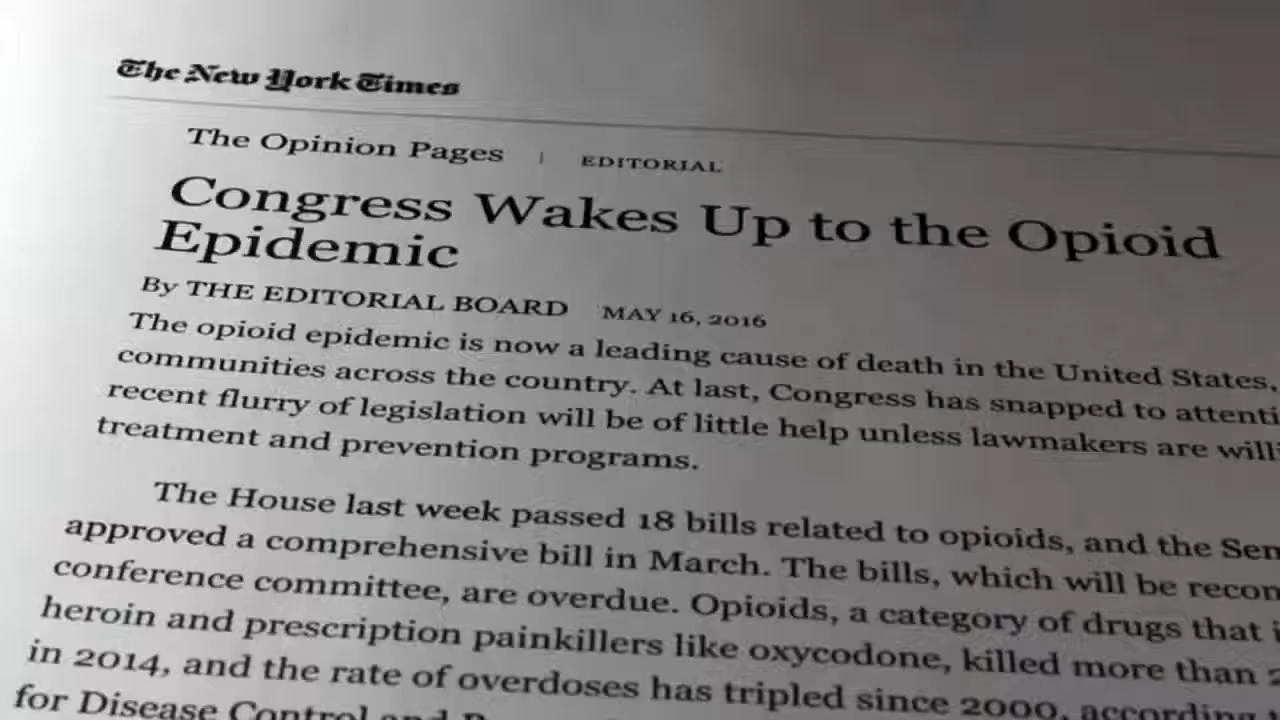 The New York Times
The Opinion Pages | EDITORIAL
Congress Wakes Up to the Opioid
Epidemic
By THE EDITORIAL BOARD MAY 16, 2016
The opioid epidemic is now a leading cause of death in the United States,
communities across the country. At last, Congress has snapped to
recent flurry of legislation will be of little help unless lawmakers are
treatment and prevention programs.
The House last week passed 18 bills related to opioids, and the
approved a comprehensive bill in March. The bills, which will be
conference committee, are overdue. Opioids, a category of drugs that
heroin and prescription painkillers like oxycodone, killed more than
in 2014, and the rate of overdoses has tripled since 2000, according
for Disease Control and